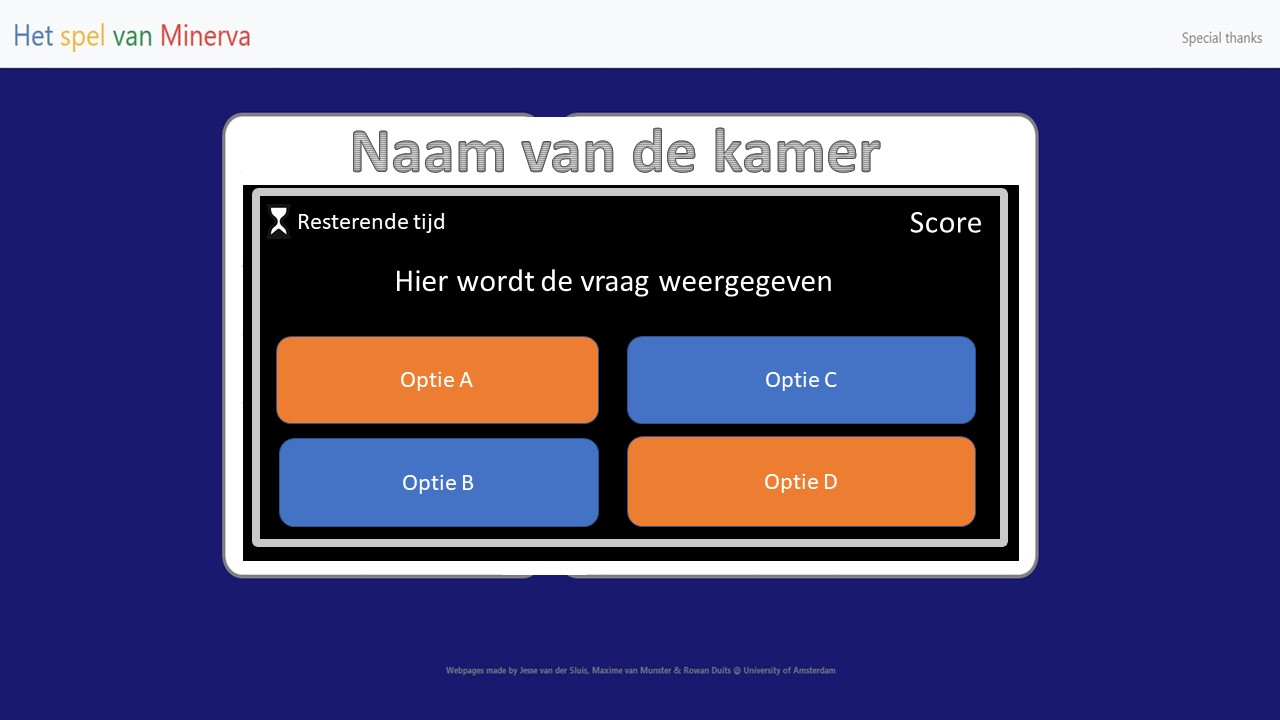 Het spel van Minerva
Special thanks
Naam van de kamer
Resterende tijd
Score
Hier wordt de vraag weergegeven
Optie A
Optie C
Optie B
Optie D
Webpages made by Jesse van der Sluis, Maxime van Munster & Rowan Duits @ University of Amsterdam